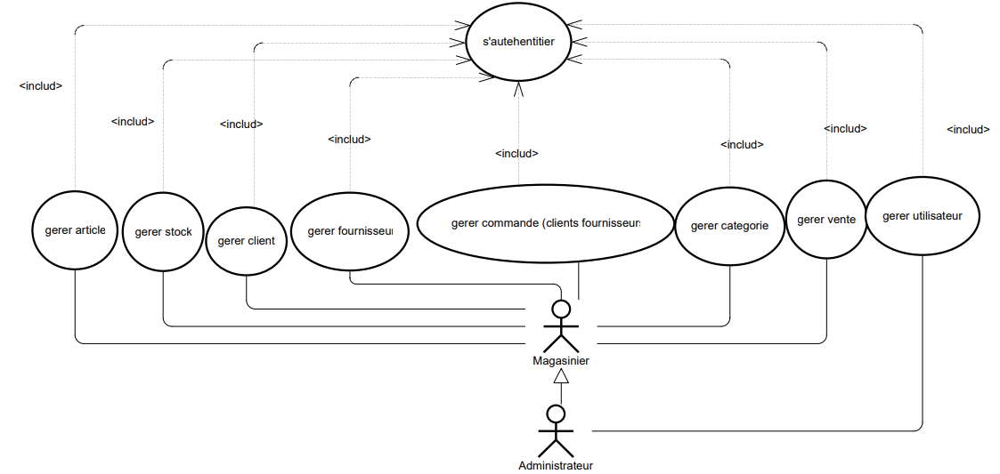 s'autehentitier
<includ>
<includ>
<includ>
<includ>
<includ>
<includ>
<includ>
<includ>
gerer article
gerer stock
gerer client
gerer fournisseur
gerer commande (clients fournisseurs
gerer categorie
gerer vente
gerer utilisateur
Magasinier
Administrateur